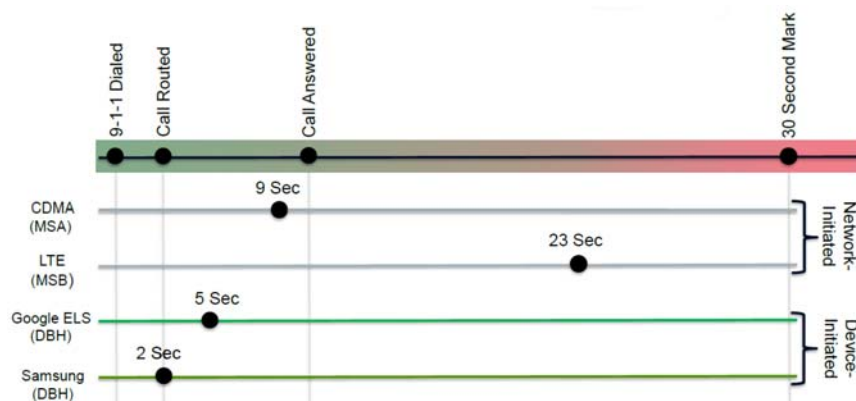 9-1-1 Dialed
Call Routed
Call Answered
30 Second Mark
CDMA
(MSA)
9 Sec
LTE
(MSB)
23 Sec
Network-
Initiated
Google ELS
(DBH)
5 Sec
Samsung
(DBH)
2 Sec
Device-
Initiated